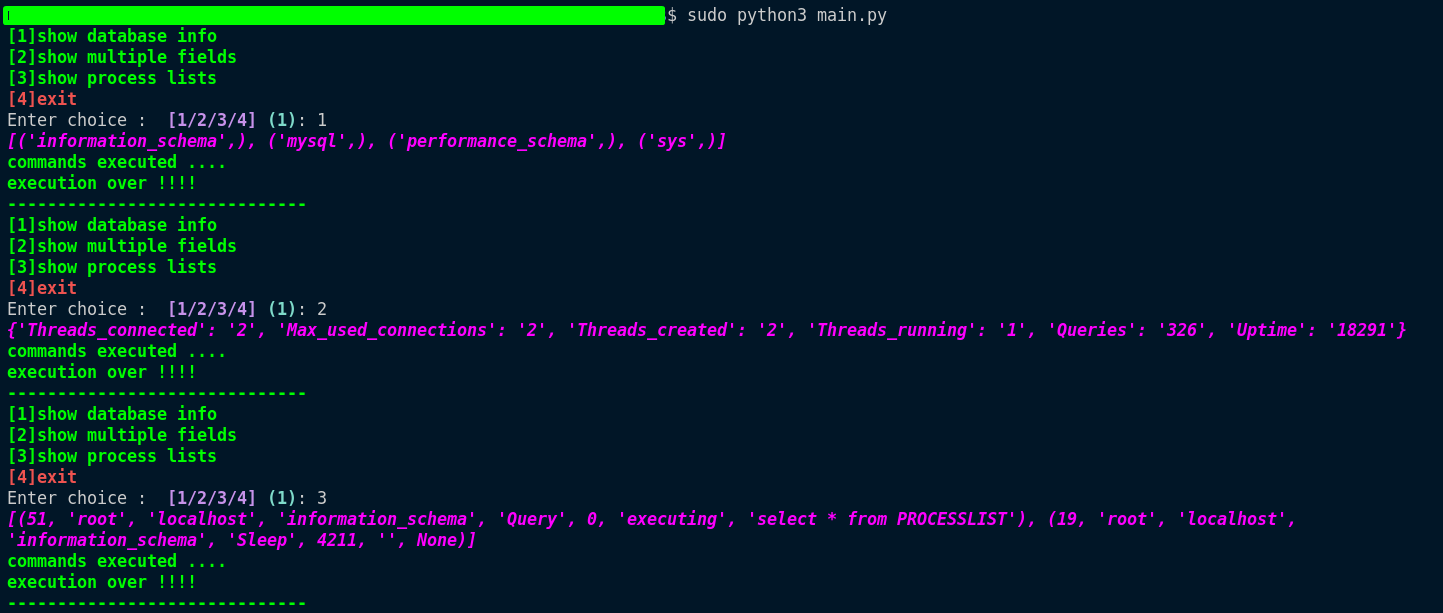 $ sudo python3 main.py
[1]show database info
[2]show multiple fields
[3]show process lists
[4]exit
Enter choice :  [1/2/3/4] (1): 1
[('information_schema',), ('mysql',), ('performance_schema',), ('sys',)]
commands executed ....
execution over !!!!
------------------------------
[1]show database info
[2]show multiple fields
[3]show process lists
[4]exit
Enter choice :  [1/2/3/4] (1): 2
{'Threads_connected': '2', 'Max_used_connections': '2', 'Threads_created': '2', 'Threads_running': '1', 'Queries': '326', 'Uptime': '18291'}
commands executed ....
execution over !!!!
------------------------------
[1]show database info
[2]show multiple fields
[3]show process lists
[4]exit
Enter choice :  [1/2/3/4] (1): 3
[(51, 'root', 'localhost', 'information_schema', 'Query', 0, 'executing', 'select * from PROCESSLIST'), (19, 'root', 'localhost',
'information_schema', 'Sleep', 4211, '', None)]
commands executed ....
execution over !!!!
------------------------------